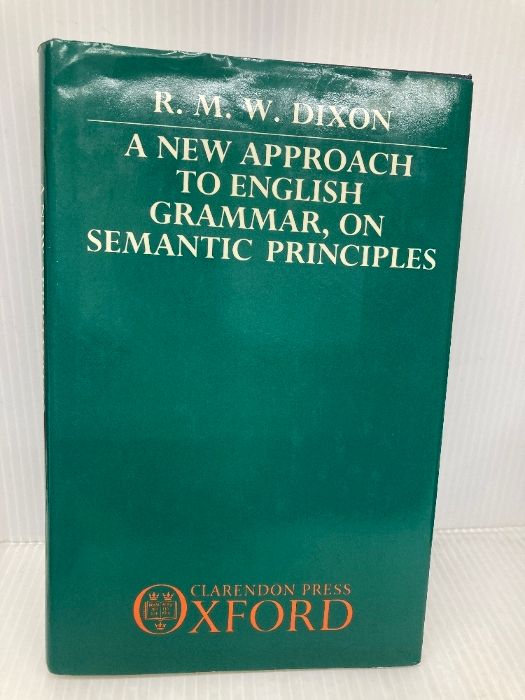 R. M. W. DIXON
A NEW APPROACH
TO ENGLISH
GRAMMAR, ON
SEMANTIC PRINCIPLES
CLARENDON PRESS
OXFORD